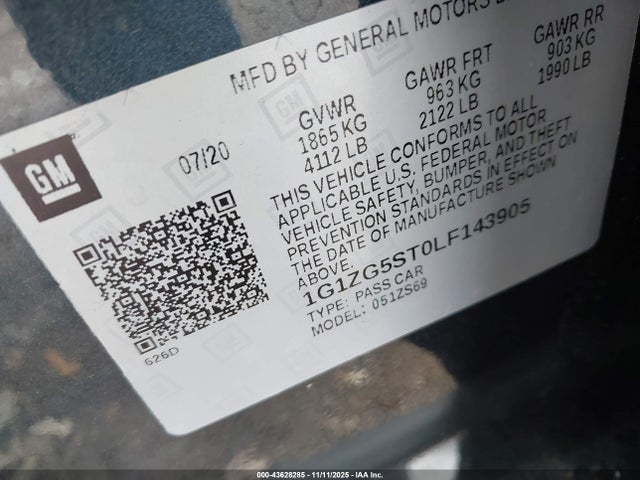 MFD BY GENERAL MOTORS
07/20
GVWR
1865 KG
4112 LB
GAWR FRT
963 KG
2122 LB
GAWR RR
903 KG
1990 LB
GM
THIS VEHICLE CONFORMS TO ALL
APPLICABLE U.S. FEDERAL MOTOR
VEHICLE SAFETY, BUMPER, AND THEFT
PREVENTION STANDARDS IN EFFECT ON
THE DATE OF MANUFACTURE SHOWN
ABOVE.
1G1ZG5ST0LF143905
TYPE: PASS CAR
MODEL: 051ZS69
626D
000-43628285 - 11/11/2025 - IAA Inc.